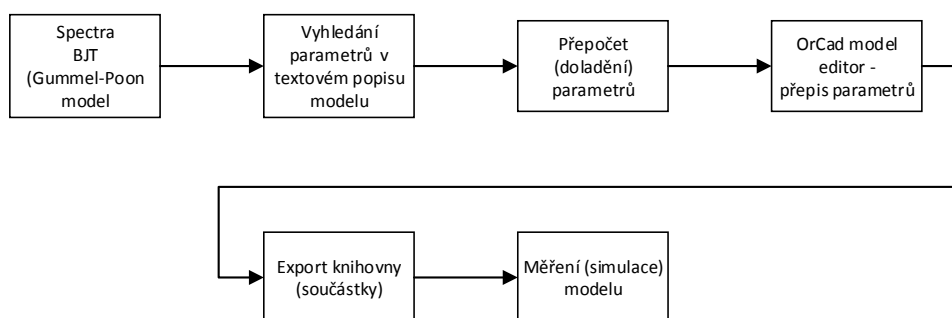 Spectra
BJT
(Gummel-Poon
model
Vyhledání
parametrů v
textovém popisu
modelu
Přepočet
(doladění)
parametrů
OrCad model
editor -
přepis parametrů
Export knihovny
(součástky)
Měření (simulace)
modelu